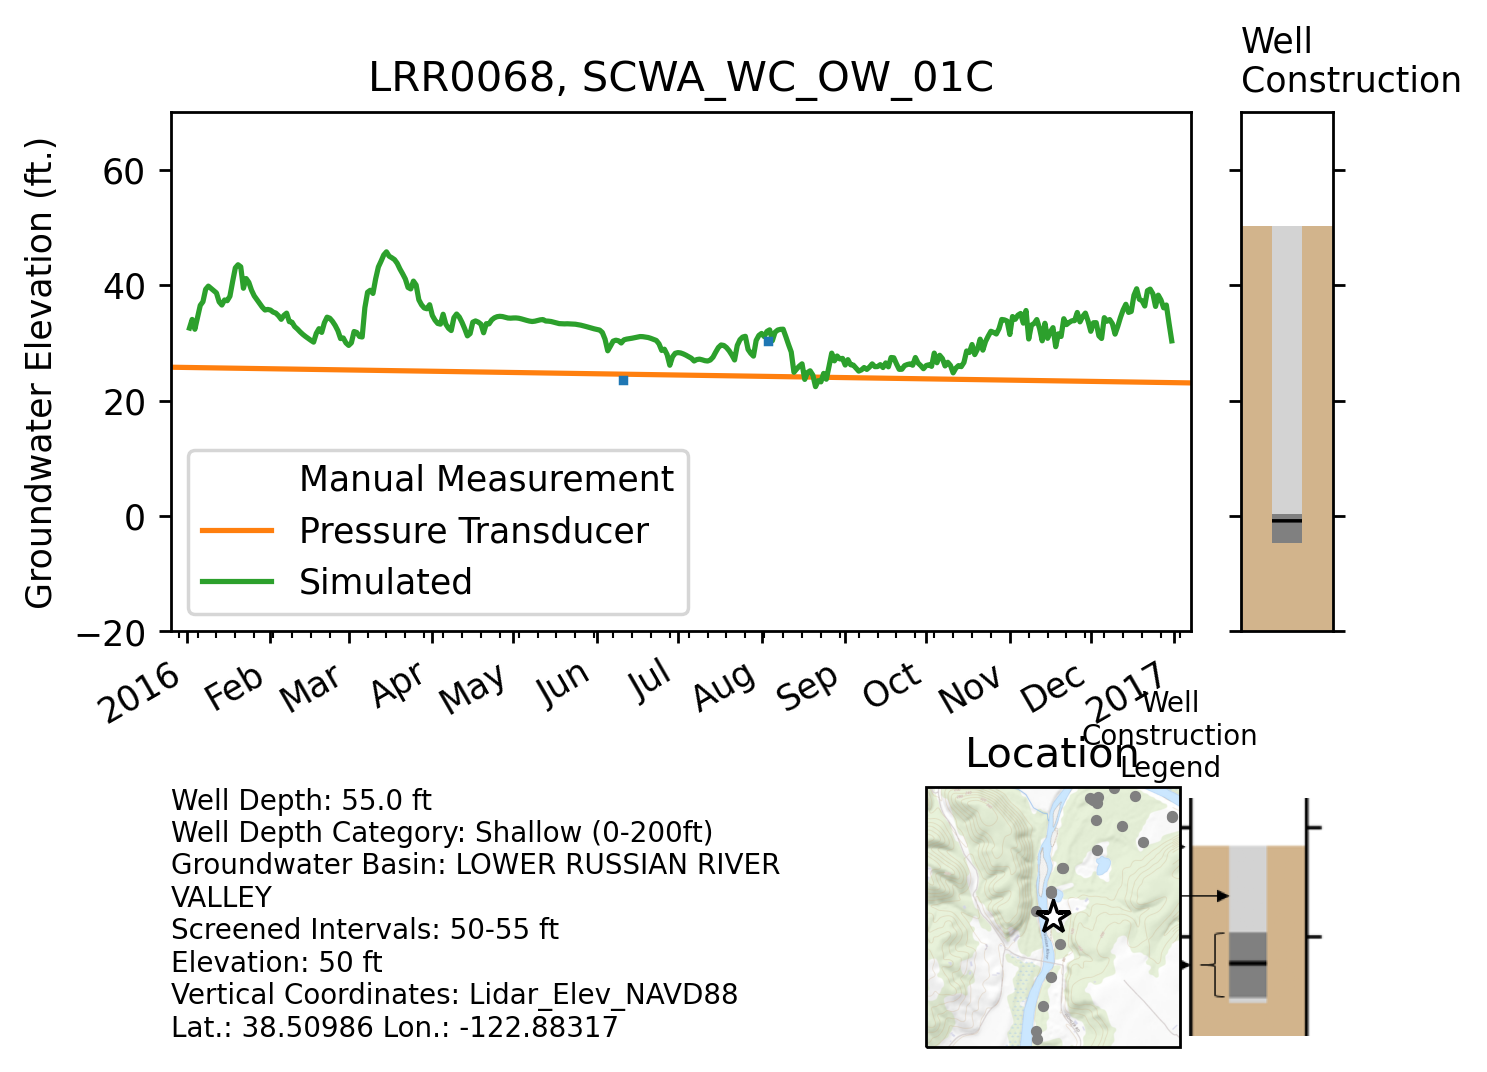 Well
Construction
LRR0068, SCWA_WC_OW_01C
Groundwater Elevation (ft.)
60
40
20
0
−20
Manual Measurement
Pressure Transducer
Simulated
2016 Feb Mar Apr May Jun Jul Aug Sep Oct Nov Dec 2017
Well
Construction
Legend
Location
Well Depth: 55.0 ft
Well Depth Category: Shallow (0-200ft)
Groundwater Basin: LOWER RUSSIAN RIVER
VALLEY
Screened Intervals: 50-55 ft
Elevation: 50 ft
Vertical Coordinates: Lidar_Elev_NAVD88
Lat.: 38.50986 Lon.: -122.88317